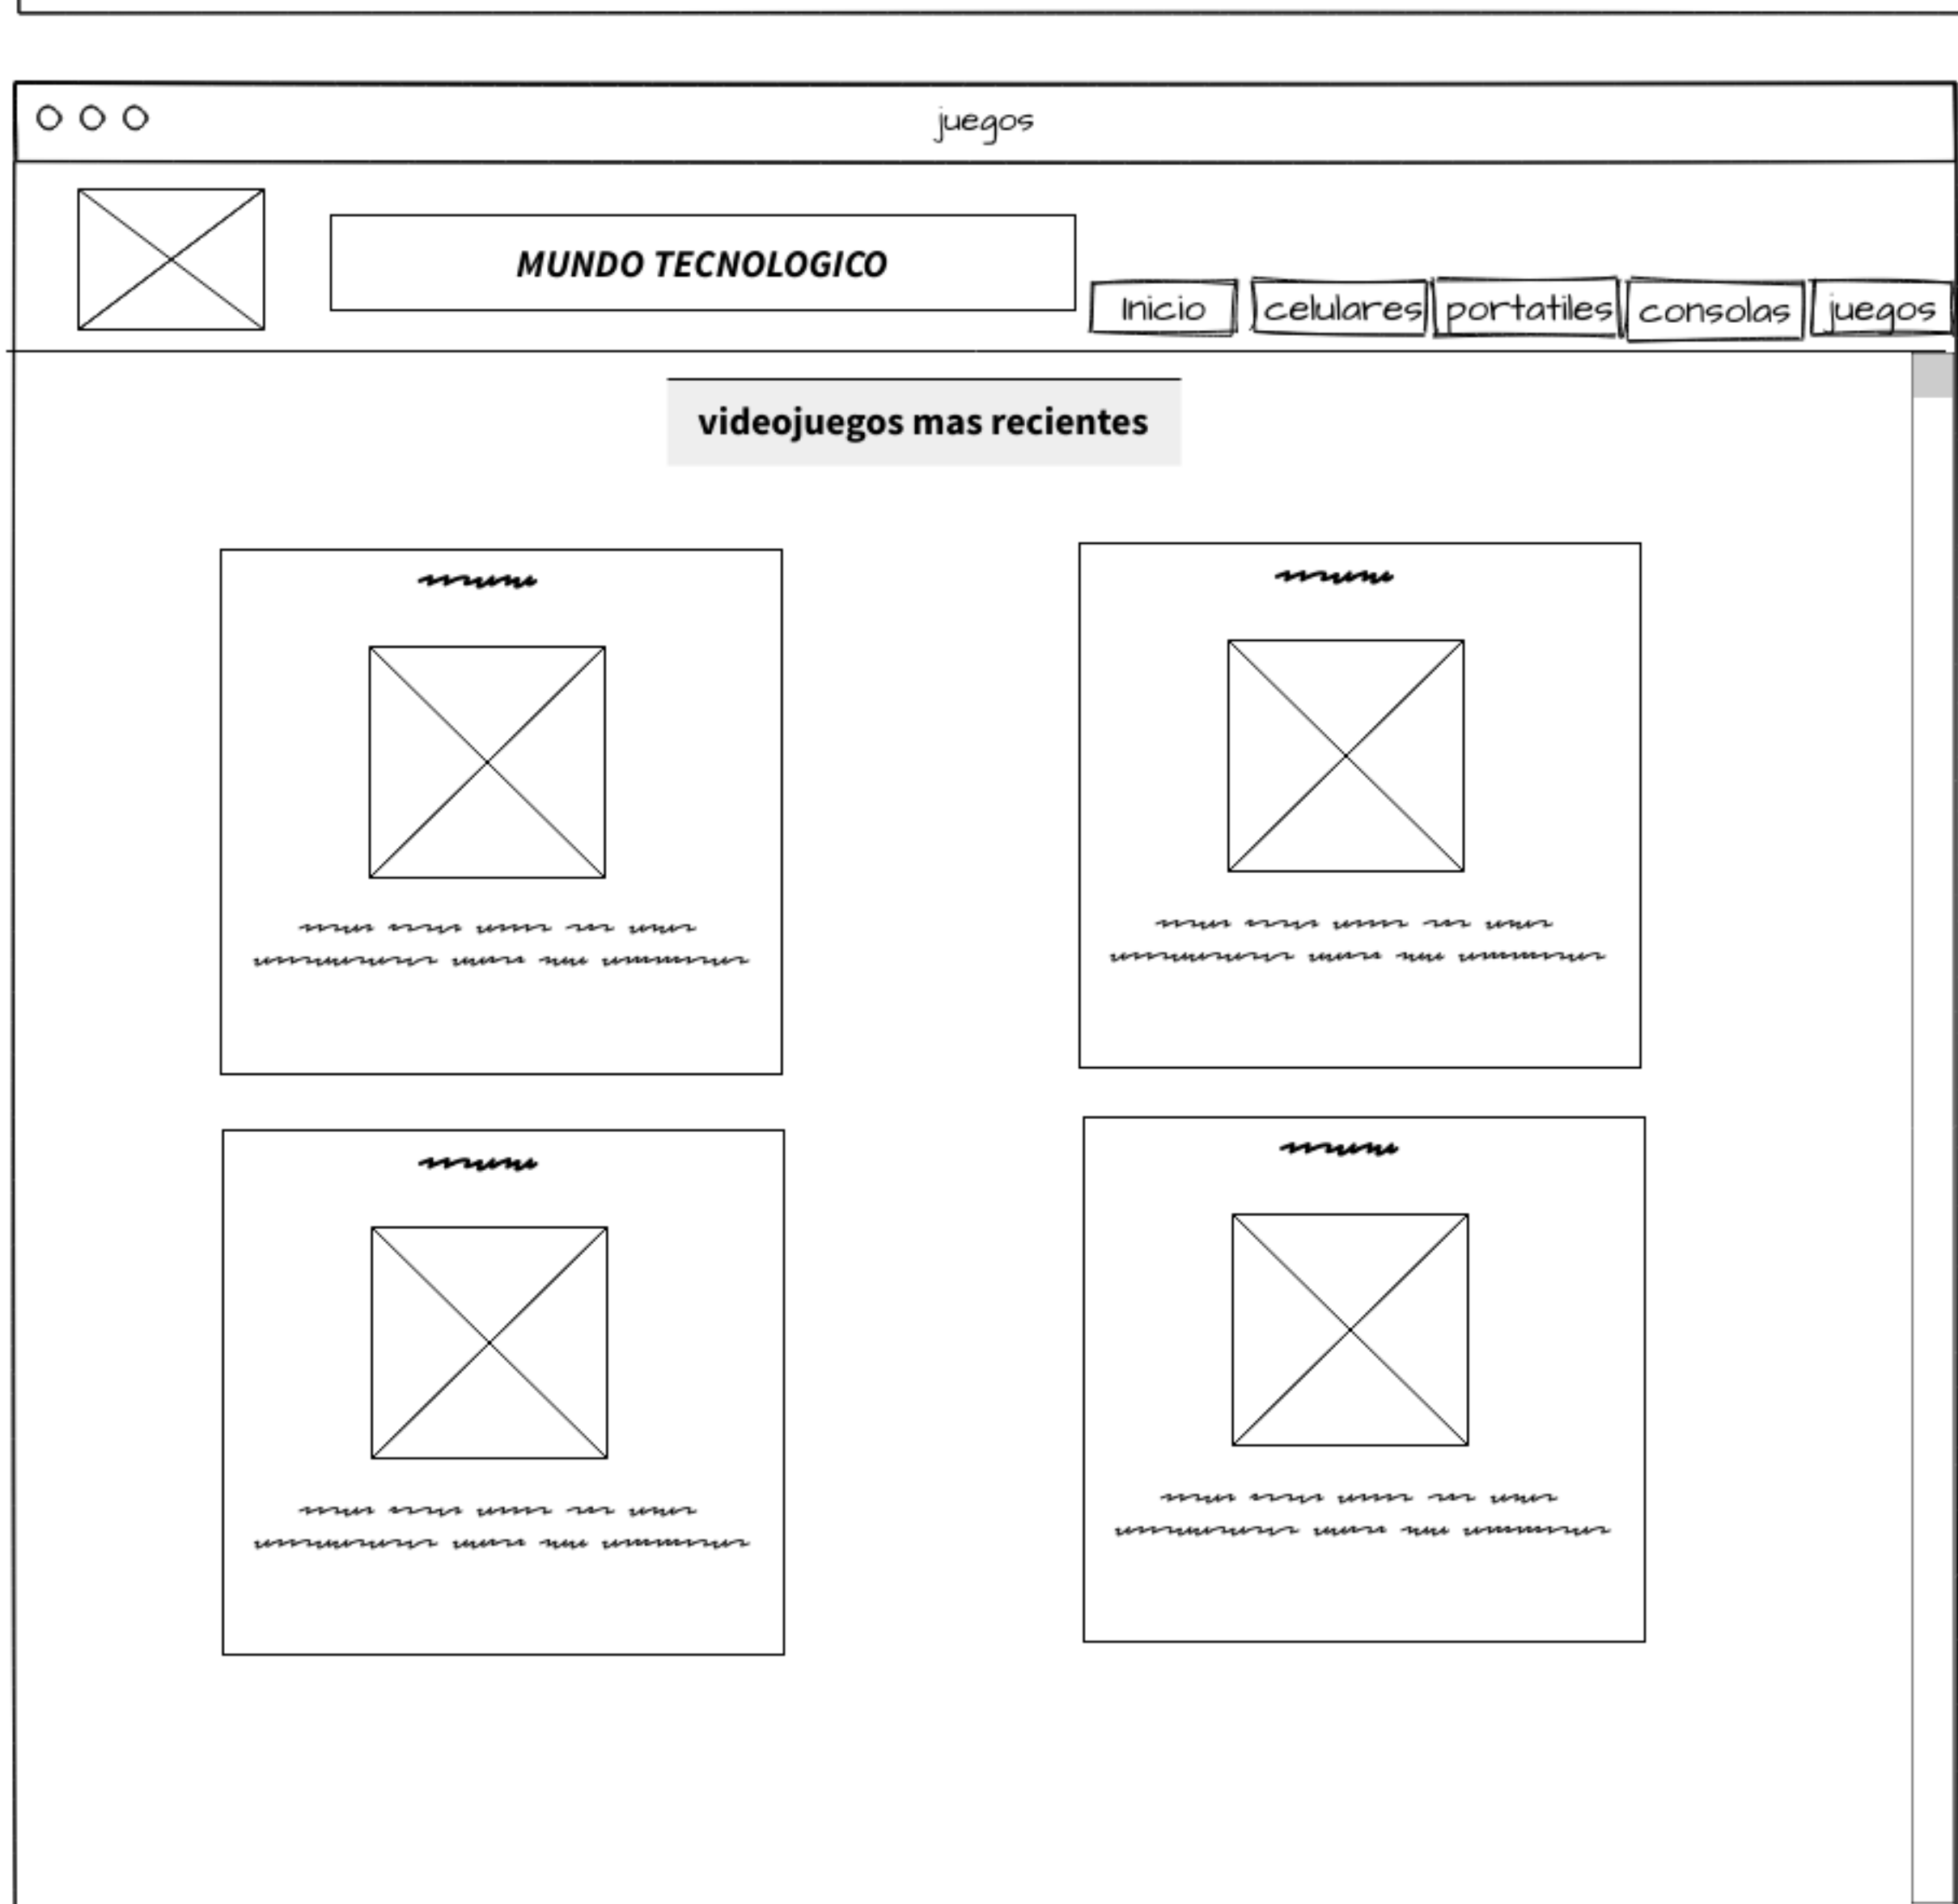 juegos
MUNDO TECNOLOGICO
Inicio celulares portatiles consolas juegos
videojuegos mas recientes